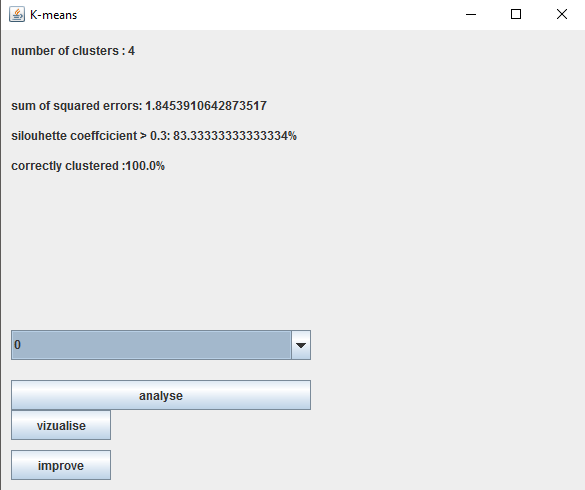 K-means
number of clusters : 4
sum of squared errors: 1.8453910642873517
silouhette coeffcicient > 0.3: 83.33333333333334%
correctly clustered :100.0%
0
analyse
vizualise
improve